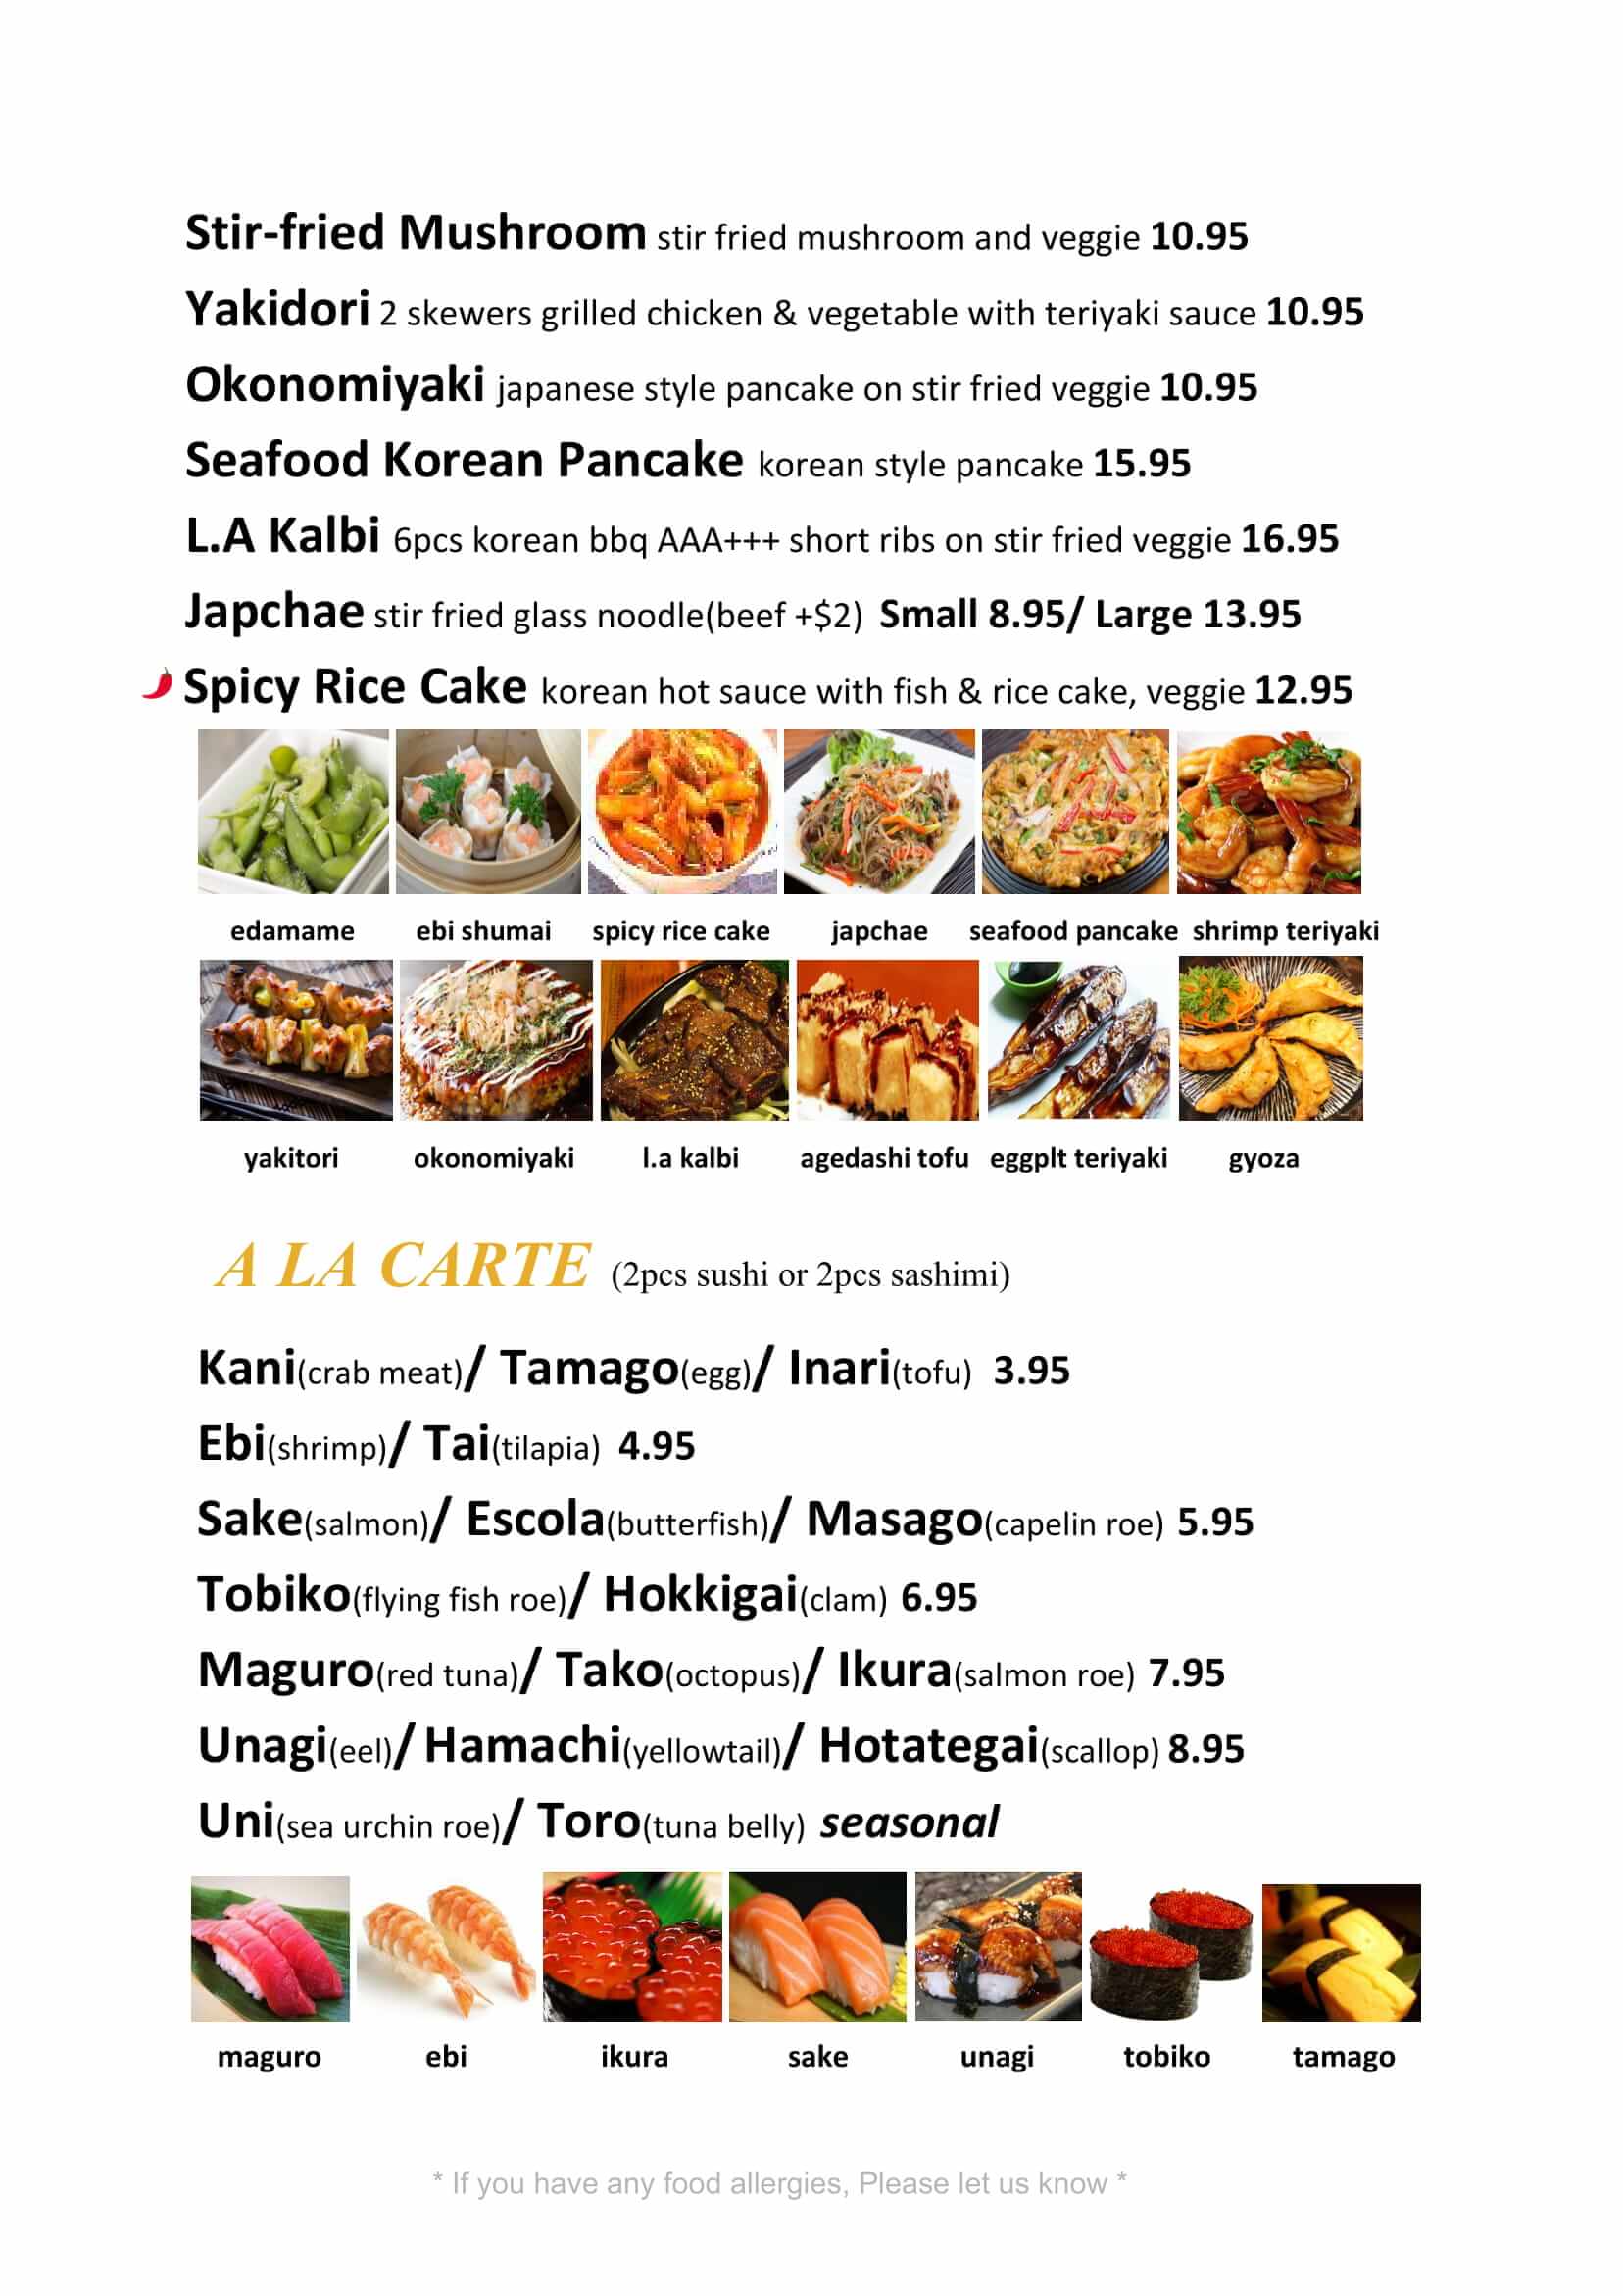 Stir-fried Mushroom stir fried mushroom and veggie 10.95
Yakidori 2 skewers grilled chicken & vegetable with teriyaki sauce 10.95
Okonomiyaki japanese style pancake on stir fried veggie 10.95
Seafood Korean Pancake korean style pancake 15.95
L.A Kalbi 6pcs korean bbq AAA+++ short ribs on stir fried veggie 16.95
Japchae stir fried glass noodle(beef +$2) Small 8.95/ Large 13.95
Spicy Rice Cake korean hot sauce with fish & rice cake, veggie 12.95
edamame ebi shumai spicy rice cake japchae seafood pancake shrimp teriyaki
yakitori okonomiyaki l.a kalbi agedashi tofu eggplt teriyaki gyoza
A LA CARTE (2pcs sushi or 2pcs sashimi)
Kani(crab meat)/ Tamago(egg)/ Inari(tofu) 3.95
Ebi(shrimp)/ Tai(tilapia) 4.95
Sake(salmon)/ Escola(butterfish)/ Masago(capelin roe) 5.95
Tobiko(flying fish roe)/ Hokkigai(clam) 6.95
Maguro(red tuna)/ Tako(octopus)/ Ikura(salmon roe) 7.95
Unagi(eel)/ Hamachi(yellowtail)/ Hotategai(scallop) 8.95
Uni(sea urchin roe)/ Toro(tuna belly) seasonal
maguro ebi ikura sake unagi tobiko tamago
* If you have any food allergies, Please let us know *